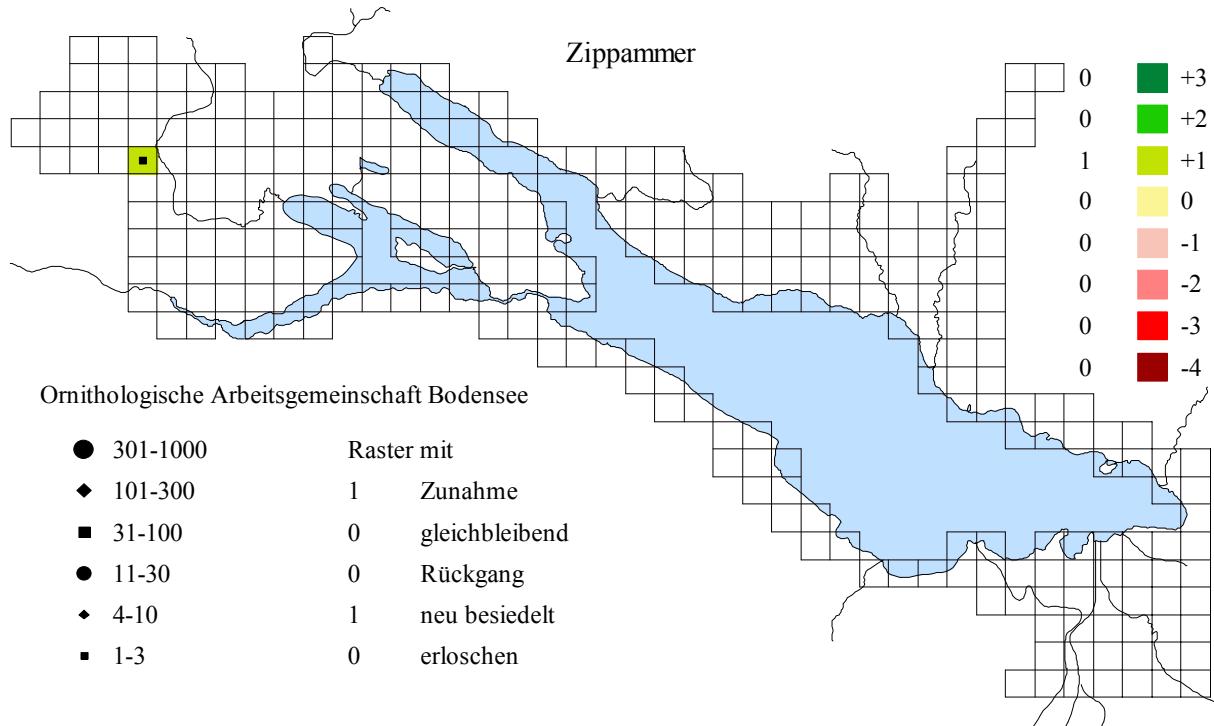 Zippammer
0 +3
0 +2
1 +1
0 0
0 -1
0 -2
0 -3
0 -4
Ornithologische Arbeitsgemeinschaft Bodensee
301-1000 Raster mit
101-300 1 Zunahme
31-100 0 gleichbleibend
11-30 0 Rückgang
4-10 1 neu besiedelt
1-3 0 erloschen